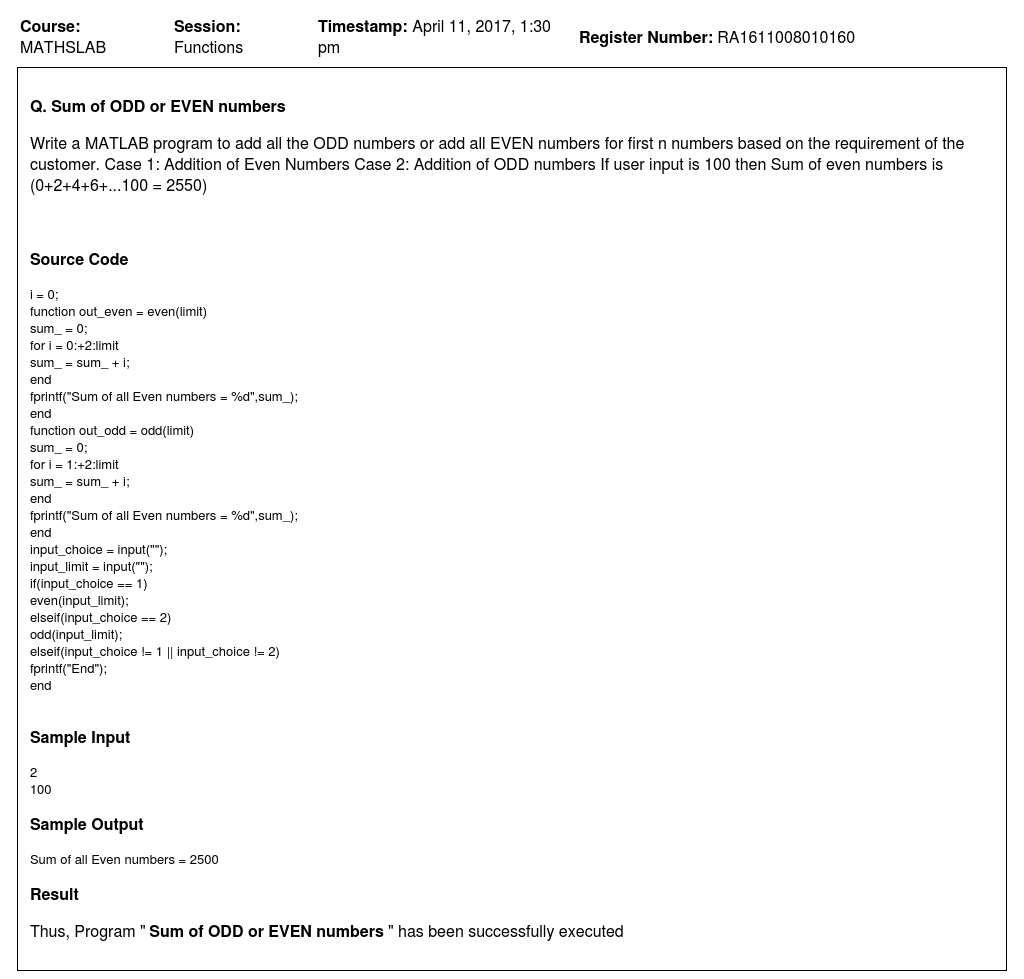 Course:
MATHSLAB
Session:
Functions
Timestamp: April 11, 2017, 1:30
pm
Register Number: RA1611008010160
Q. Sum of ODD or EVEN numbers
Write a MATLAB program to add all the ODD numbers or add all EVEN numbers for first n numbers based on the requirement of the
customer. Case 1: Addition of Even Numbers Case 2: Addition of ODD numbers If user input is 100 then Sum of even numbers is
(0+2+4+6+...100 = 2550)
Source Code
i = 0;
function out_even = even(limit)
sum_ = 0;
for i = 0:+2:limit
sum_ = sum_ + i;
end
fprintf("Sum of all Even numbers = %d",sum_);
end
function out_odd = odd(limit)
sum_ = 0;
for i = 1:+2:limit
sum_ = sum_ + i;
end
fprintf("Sum of all Even numbers = %d",sum_);
end
input_choice = input("");
input_limit = input("");
if(input_choice == 1)
even(input_limit);
elseif(input_choice == 2)
odd(input_limit);
elseif(input_choice != 1 || input_choice != 2)
fprintf("End");
end
Sample Input
2
100
Sample Output
Sum of all Even numbers = 2500
Result
Thus, Program " Sum of ODD or EVEN numbers " has been successfully executed